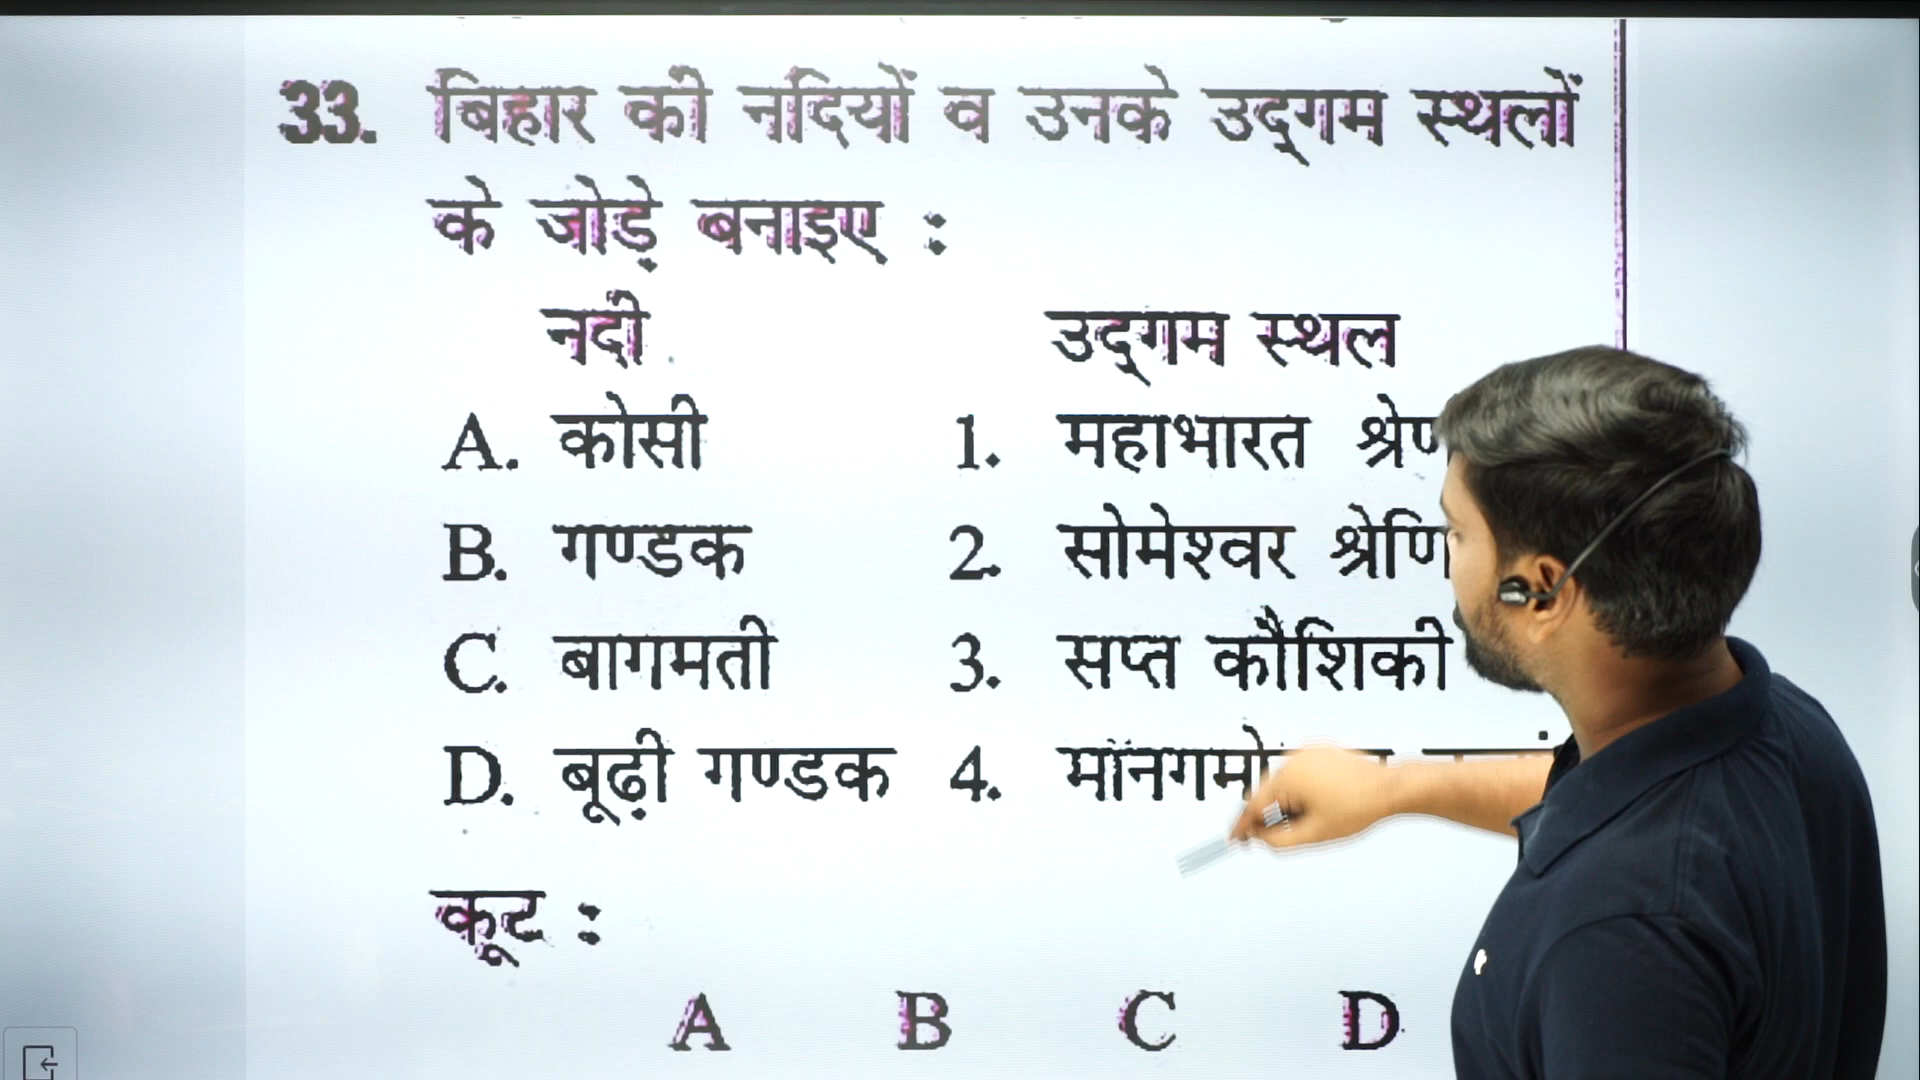 33. बिहार की नदियों व उनके उद्‌गम स्थलों
के जोड़े बनाइए :
नदी उद्‌गम स्थल
A. कोसी 1. महाभारत
B. गण्डक 2. सोमेश्वर
C. बागमती 3. सप्त कौशिकी
D. बूढ़ी गण्डक 4.
कूट :
A B C D